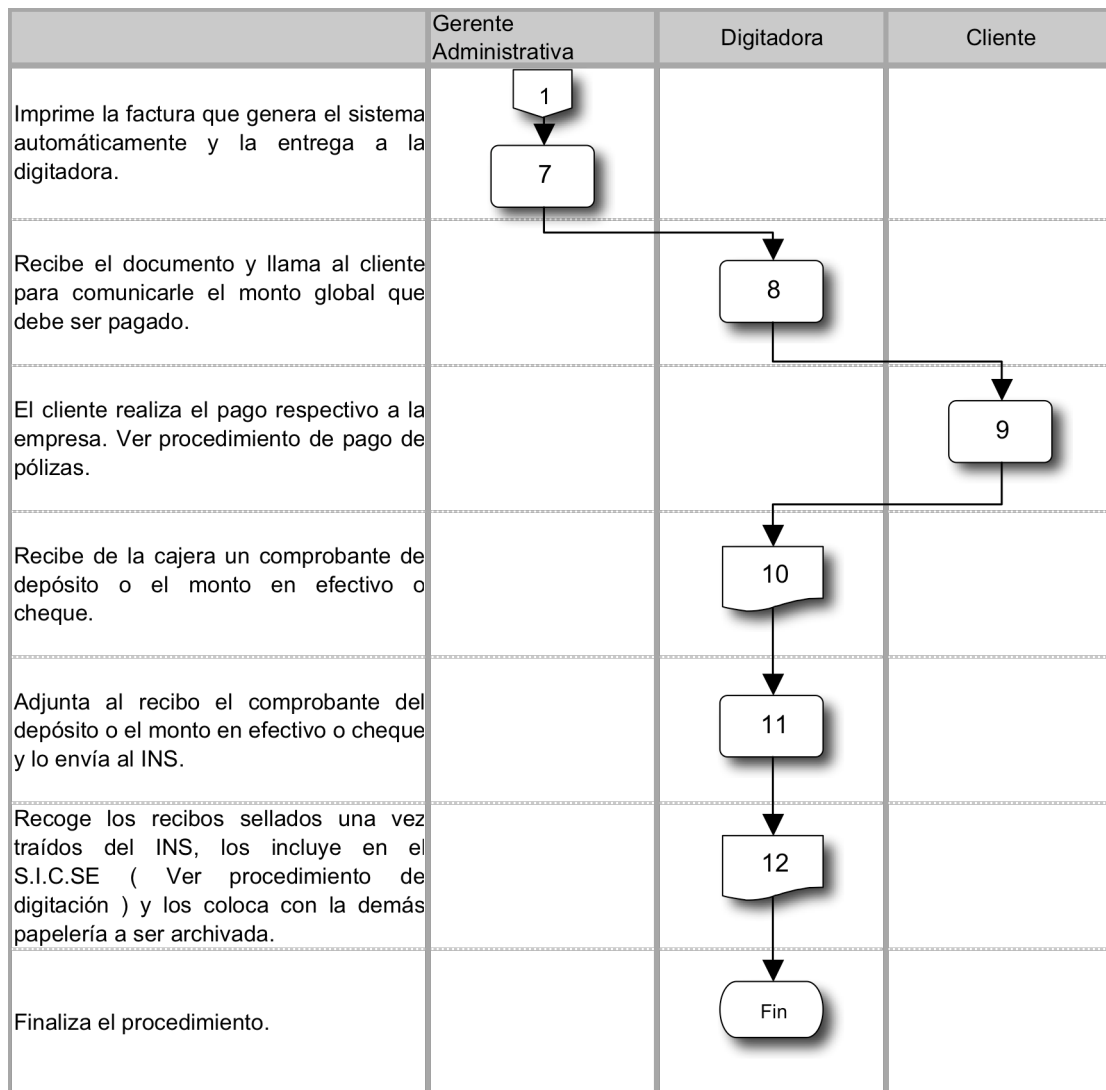 Gerente
Administrativa
Digitadora
Cliente
Imprime la factura que genera el sistema
automáticamente y la entrega a la
digitadora.
1
7
Recibe el documento y llama al cliente
para comunicarle el monto global que
debe ser pagado.
8
El cliente realiza el pago respectivo a la
empresa. Ver procedimiento de pago de
pólizas.
9
Recibe de la cajera un comprobante de
depósito o el monto en efectivo o
cheque.
10
Adjunta al recibo el comprobante del
depósito o el monto en efectivo o cheque
y lo envía al INS.
11
Recoge los recibos sellados una vez
traídos del INS, los incluye en el
S.I.C.SE ( Ver procedimiento de
digitación ) y los coloca con la demás
papelería a ser archivada.
12
Finaliza el procedimiento.
Fin